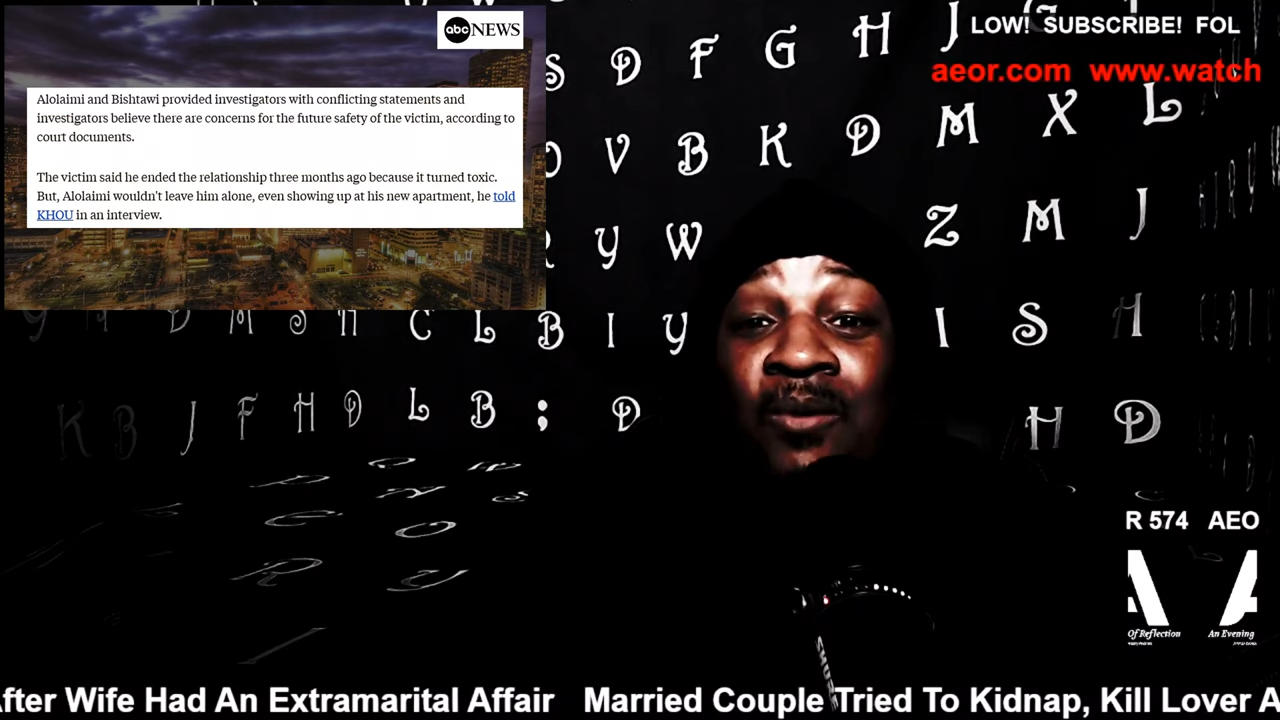 abc NEWS
LOW! SUBSCRIBE! FOL
aeor.com www.watch
Alolaimi and Bishtawi provided investigators with conflicting statements and
investigators believe there are concerns for the future safety of the victim, according to
court documents.
The victim said he ended the relationship three months ago because it turned toxic.
But, Alolaimi wouldn't leave him alone, even showing up at his new apartment, he told
KHOU in an interview.
S D F G H J
V B K D M X L
Y W Z M J
D M S H C L B I Y I S H
K B J F H D L B ; D H D
R 574 AEO
Of Reflection An Evening
fter Wife Had An Extramarital Affair Married Couple Tried To Kidnap, Kill Lover A